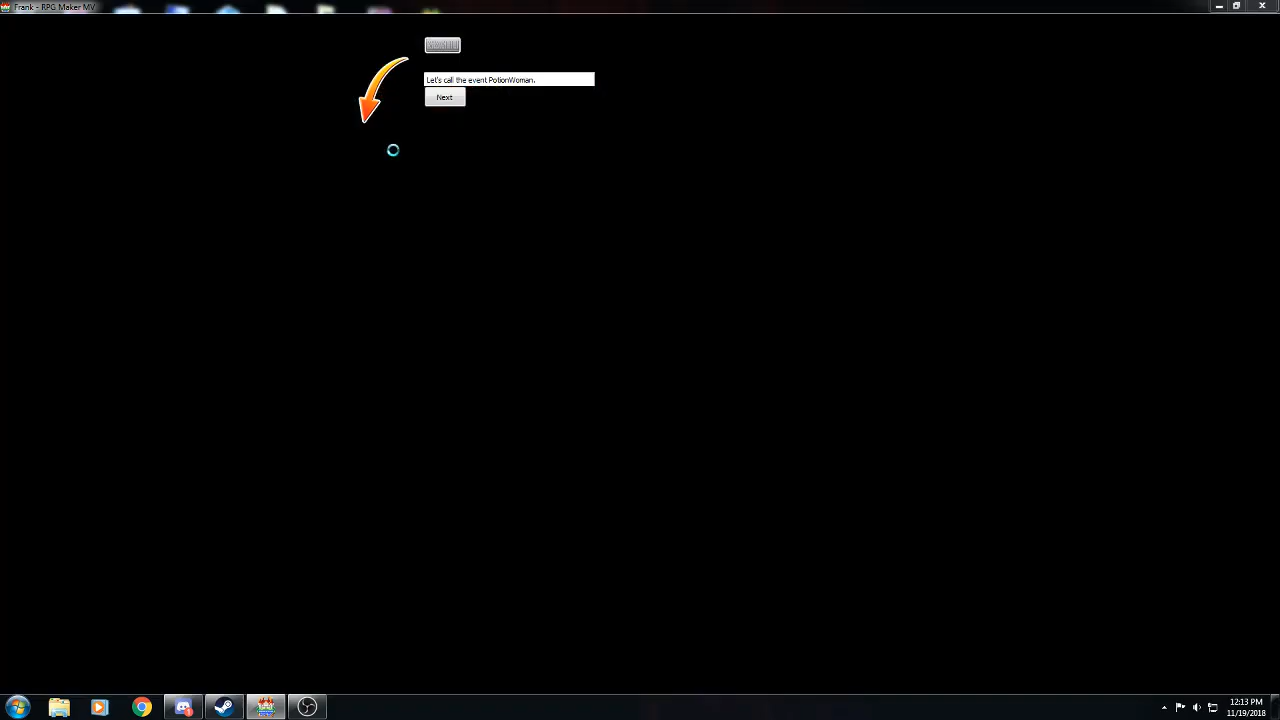 Frank - RPG Maker MV
Let's call the event PotionWoman.
Next
12:13 PM
11/19/2018